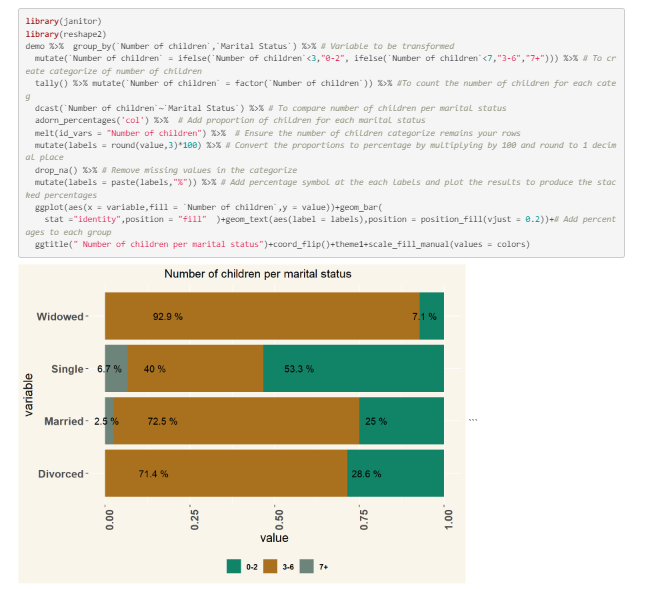 library(janitor)
library(reshape2)
demo %>%  group_by(`Number of children`,`Marital Status`) %>% # Variable to be transformed
  mutate(`Number of children` = ifelse(`Number of children`<3,"0-2", ifelse(`Number of children`<7,"3-6","7+"))) %>% # To cr
eate categorize of number of children
  tally() %>% mutate(`Number of children` = factor(`Number of children`)) %>% #To count the number of children for each cate
g
  dcast(`Number of children`~`Marital Status`) %>% # To compare number of children per marital status
  adorn_percentages('col') %>%  # Add proportion of children for each marital status
  melt(id_vars = "Number of children") %>%  # Ensure the number of children categorize remains your rows
  mutate(labels = round(value,3)*100) %>% # Convert the proportions to percentage by multiplying by 100 and round to 1 decim
al place
  drop_na() %>% # Remove missing values in the categorize
  mutate(labels = paste(labels,"%")) %>% # Add percentage symbol at the each labels and plot the results to produce the stac
ked percentages
  ggplot(aes(x = variable,fill = `Number of children`,y = value))+geom_bar(
    stat ="identity",position = "fill"  )+geom_text(aes(label = labels),position = position_fill(vjust = 0.2))+# Add percent
ages to each group
  ggtitle(" Number of children per marital status")+coord_flip()+theme1+scale_fill_manual(values = colors)
Number of children per marital status
Widowed
92.9 %
7.1 %
Single
6.7 %
40 %
53.3 %
Married
2.5 %
72.5 %
25 %
```
Divorced
71.4 %
28.6 %
variable
0.00
0.25
0.50
0.75
1.00
value
0-2
3-6
7+